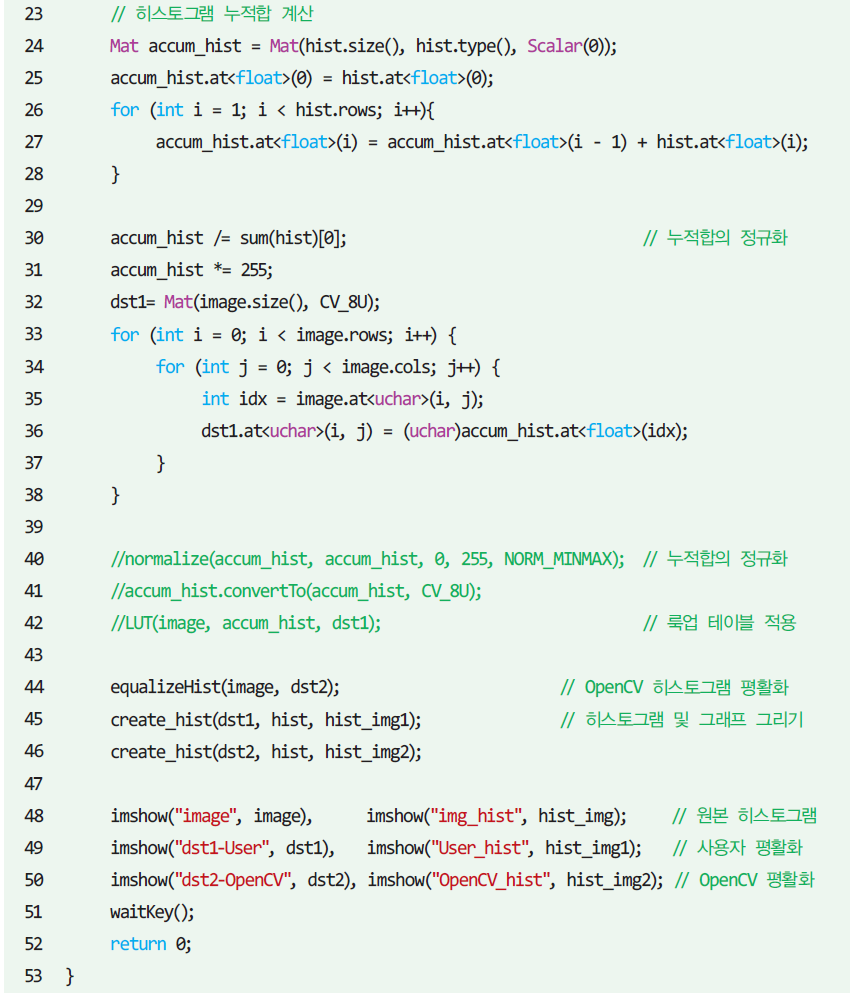 23 // 히스토그램 누적합 계산
24 Mat accum_hist = Mat(hist.size(), hist.type(), Scalar(0));
25 accum_hist.at<float>(0) = hist.at<float>(0);
26 for (int i = 1; i < hist.rows; i++){
27 accum_hist.at<float>(i) = accum_hist.at<float>(i - 1) + hist.at<float>(i);
28 }
29
30 accum_hist /= sum(hist)[0]; // 누적합의 정규화
31 accum_hist *= 255;
32 dst1= Mat(image.size(), CV_8U);
33 for (int i = 0; i < image.rows; i++) {
34 for (int j = 0; j < image.cols; j++) {
35 int idx = image.at<uchar>(i, j);
36 dst1.at<uchar>(i, j) = (uchar)accum_hist.at<float>(idx);
37 }
38 }
39
40 //normalize(accum_hist, accum_hist, 0, 255, NORM_MINMAX); // 누적합의 정규화
41 //accum_hist.convertTo(accum_hist, CV_8U);
42 //LUT(image, accum_hist, dst1); // 룩업 테이블 적용
43
44 equalizeHist(image, dst2); // OpenCV 히스토그램 평활화
45 create_hist(dst1, hist, hist_img1); // 히스토그램 및 그래프 그리기
46 create_hist(dst2, hist, hist_img2);
47
48 imshow("image", image), imshow("img_hist", hist_img); // 원본 히스토그램
49 imshow("dst1-User", dst1), imshow("User_hist", hist_img1); // 사용자 평활화
50 imshow("dst2-OpenCV", dst2), imshow("OpenCV_hist", hist_img2); // OpenCV 평활화
51 waitKey();
52 return 0;
53 }